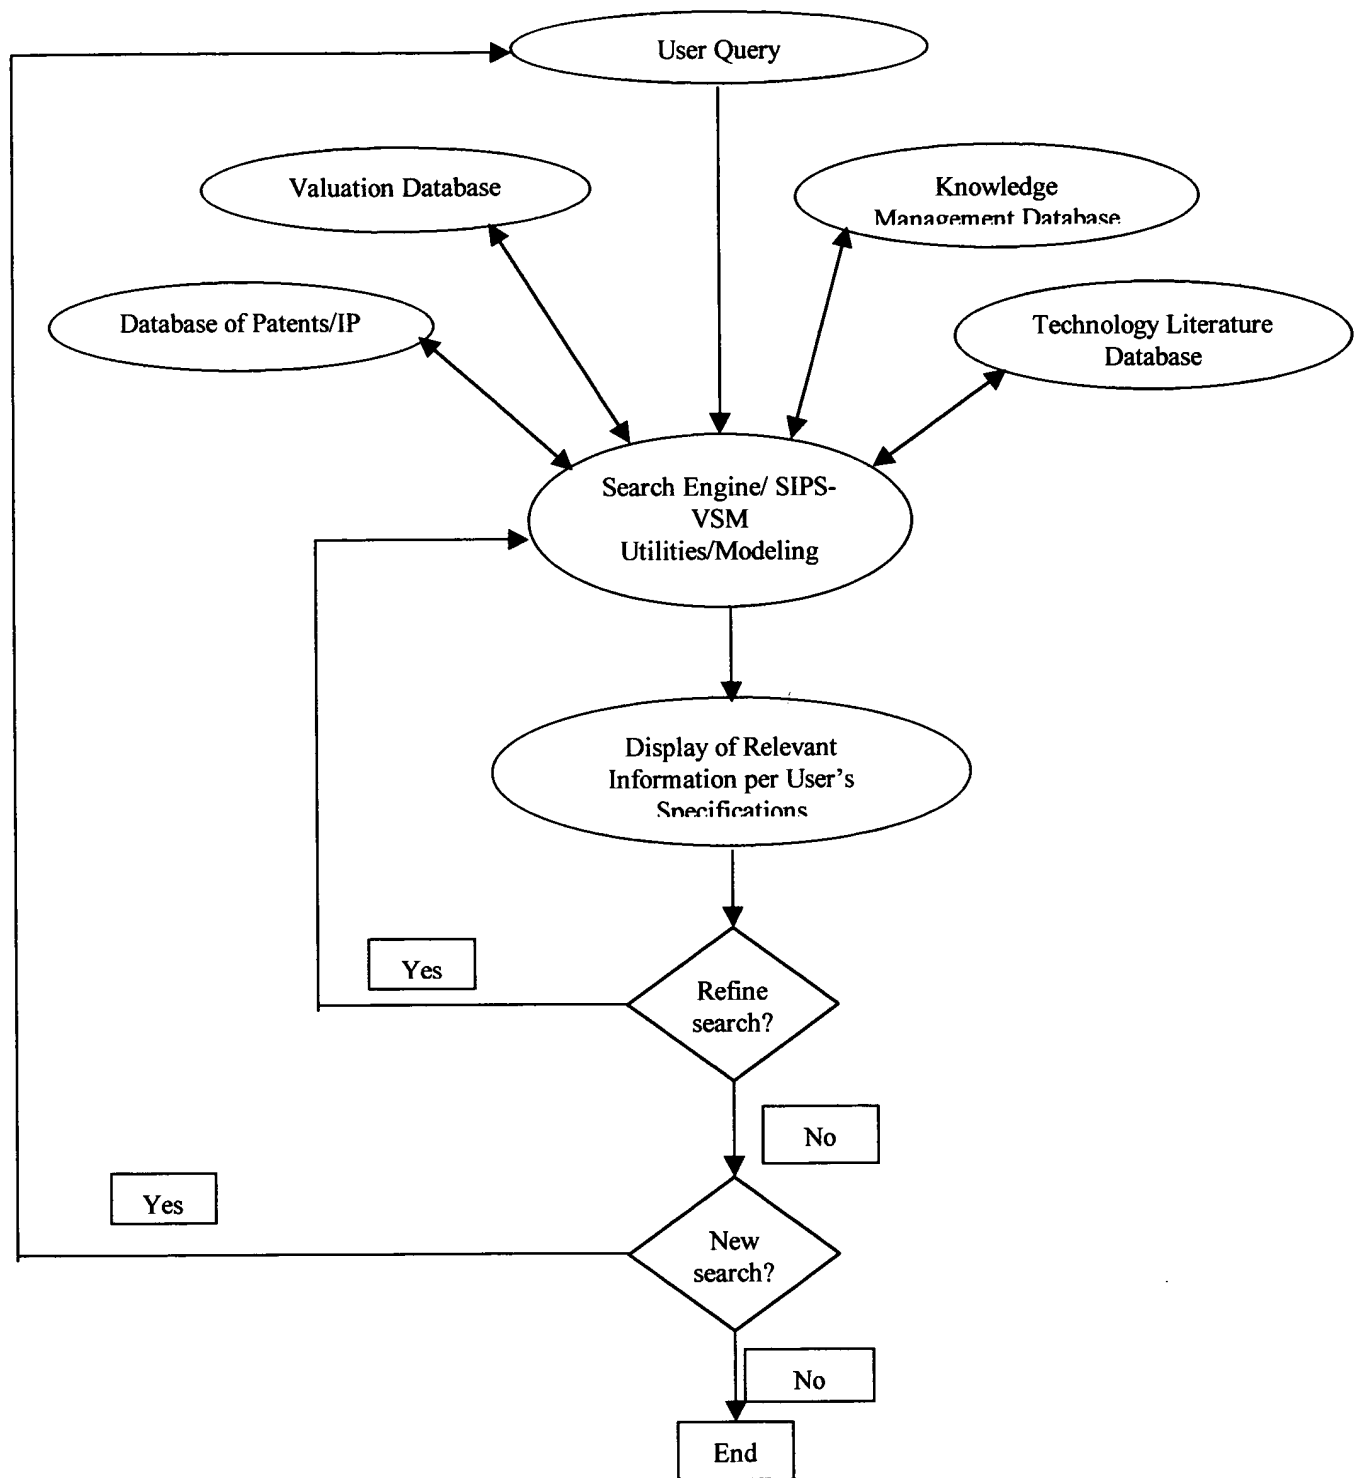 User Query
Valuation Database
Knowledge
Management Database
Database of Patents/IP
Technology Literature
Database
Search Engine/ SIPS-
VSM
Utilities/Modeling
Display of Relevant
Information per User's
Specifications
Yes
Refine
search?
No
Yes
New
search?
No
End